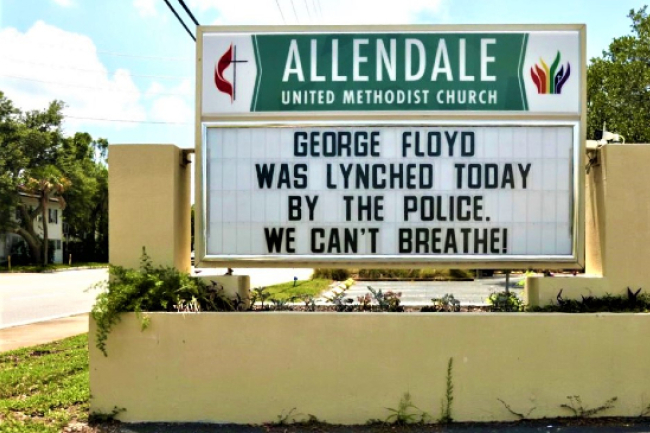 ALLENDALE
UNITED METHODIST CHURCH
GEORGE FLOYD
WAS LYNCHED TODAY
BY THE POLICE.
WE CAN'T BREATHE!